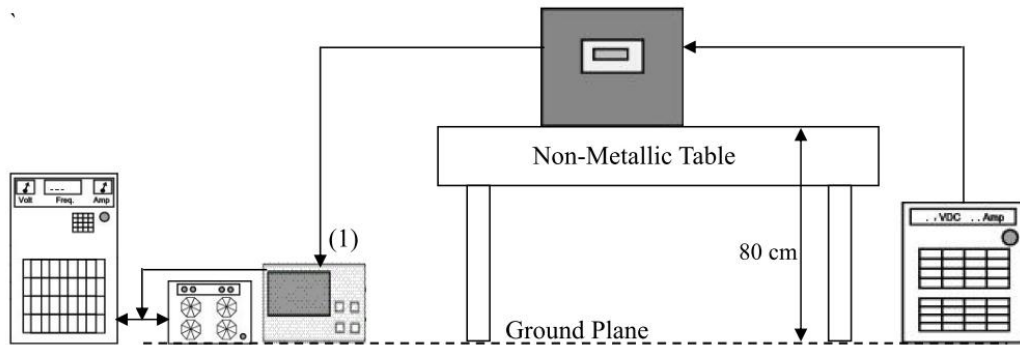 `
Non-Metallic Table
Volt Freq. Amp
. . VDC . . Amp
(1)
80 cm
Ground Plane